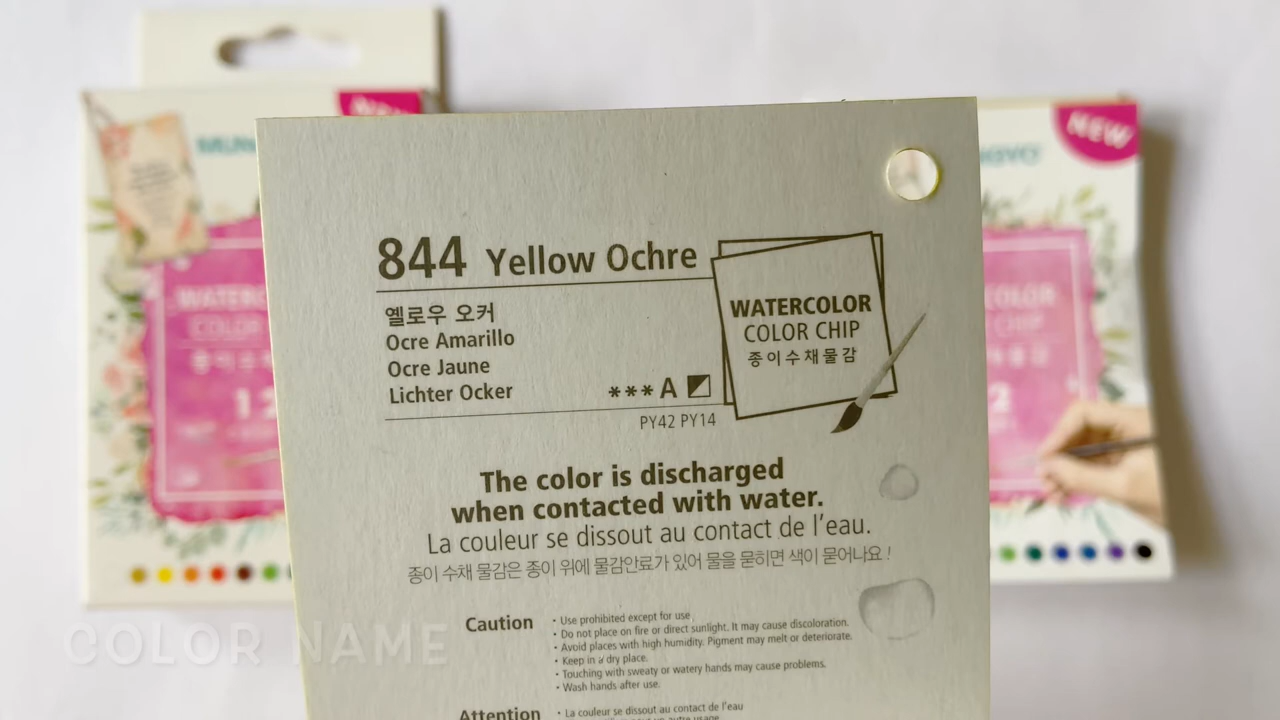 NEW
844 Yellow Ochre
옐로우 오커
Ocre Amarillo
Ocre Jaune
Lichter Ocker
***A
PY42 PY14
WATERCOLOR
COLOR CHIP
종이수채물감
The color is discharged
when contacted with water.
La couleur se dissout au contact de l'eau.
종이 수채 물감은 종이 위에 물감안료가 있어 물을 묻히면 색이 묻어나요 !
Caution
• Use prohibited except for use
• Do not place on fire or direct sunlight. It may cause discoloration.
• Avoid places with high humidity. Pigment may melt or deteriorate.
• Keep in a dry place.
• Touching with sweaty or watery hands may cause problems.
• Wash hands after use.
Attention
• La couleur se dissout au contact de l'eau
COLOR NAME